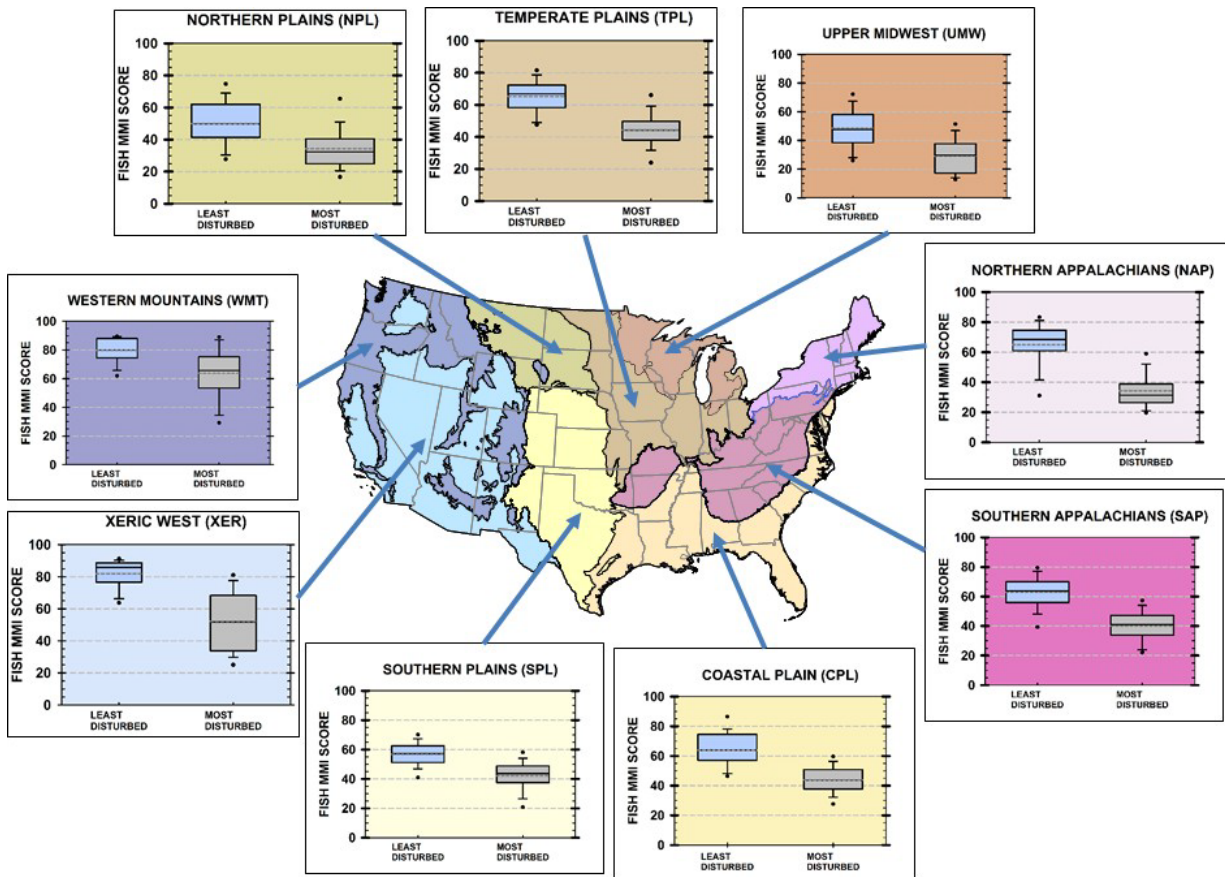 NORTHERN PLAINS (NPL)
100
80
60
40
20
0
FISH MMI SCORE
LEAST
DISTURBED
MOST
DISTURBED
TEMPERATE PLAINS (TPL)
100
80
60
40
20
0
FISH MMI SCORE
LEAST
DISTURBED
MOST
DISTURBED
UPPER MIDWEST (UMW)
100
80
60
40
20
0
FISH MMI SCORE
LEAST
DISTURBED
MOST
DISTURBED
WESTERN MOUNTAINS (WMT)
100
80
60
40
20
0
FISH MMI SCORE
LEAST
DISTURBED
MOST
DISTURBED
NORTHERN APPALACHIANS (NAP)
100
80
60
40
20
0
FISH MMI SCORE
LEAST
DISTURBED
MOST
DISTURBED
XERIC WEST (XER)
100
80
60
40
20
0
FISH MMI SCORE
LEAST
DISTURBED
MOST
DISTURBED
SOUTHERN APPALACHIANS (SAP)
100
80
60
40
20
0
FISH MMI SCORE
LEAST
DISTURBED
MOST
DISTURBED
SOUTHERN PLAINS (SPL)
100
80
60
40
20
0
FISH MMI SCORE
LEAST
DISTURBED
MOST
DISTURBED
COASTAL PLAIN (CPL)
100
80
60
40
20
0
FISH MMI SCORE
LEAST
DISTURBED
MOST
DISTURBED